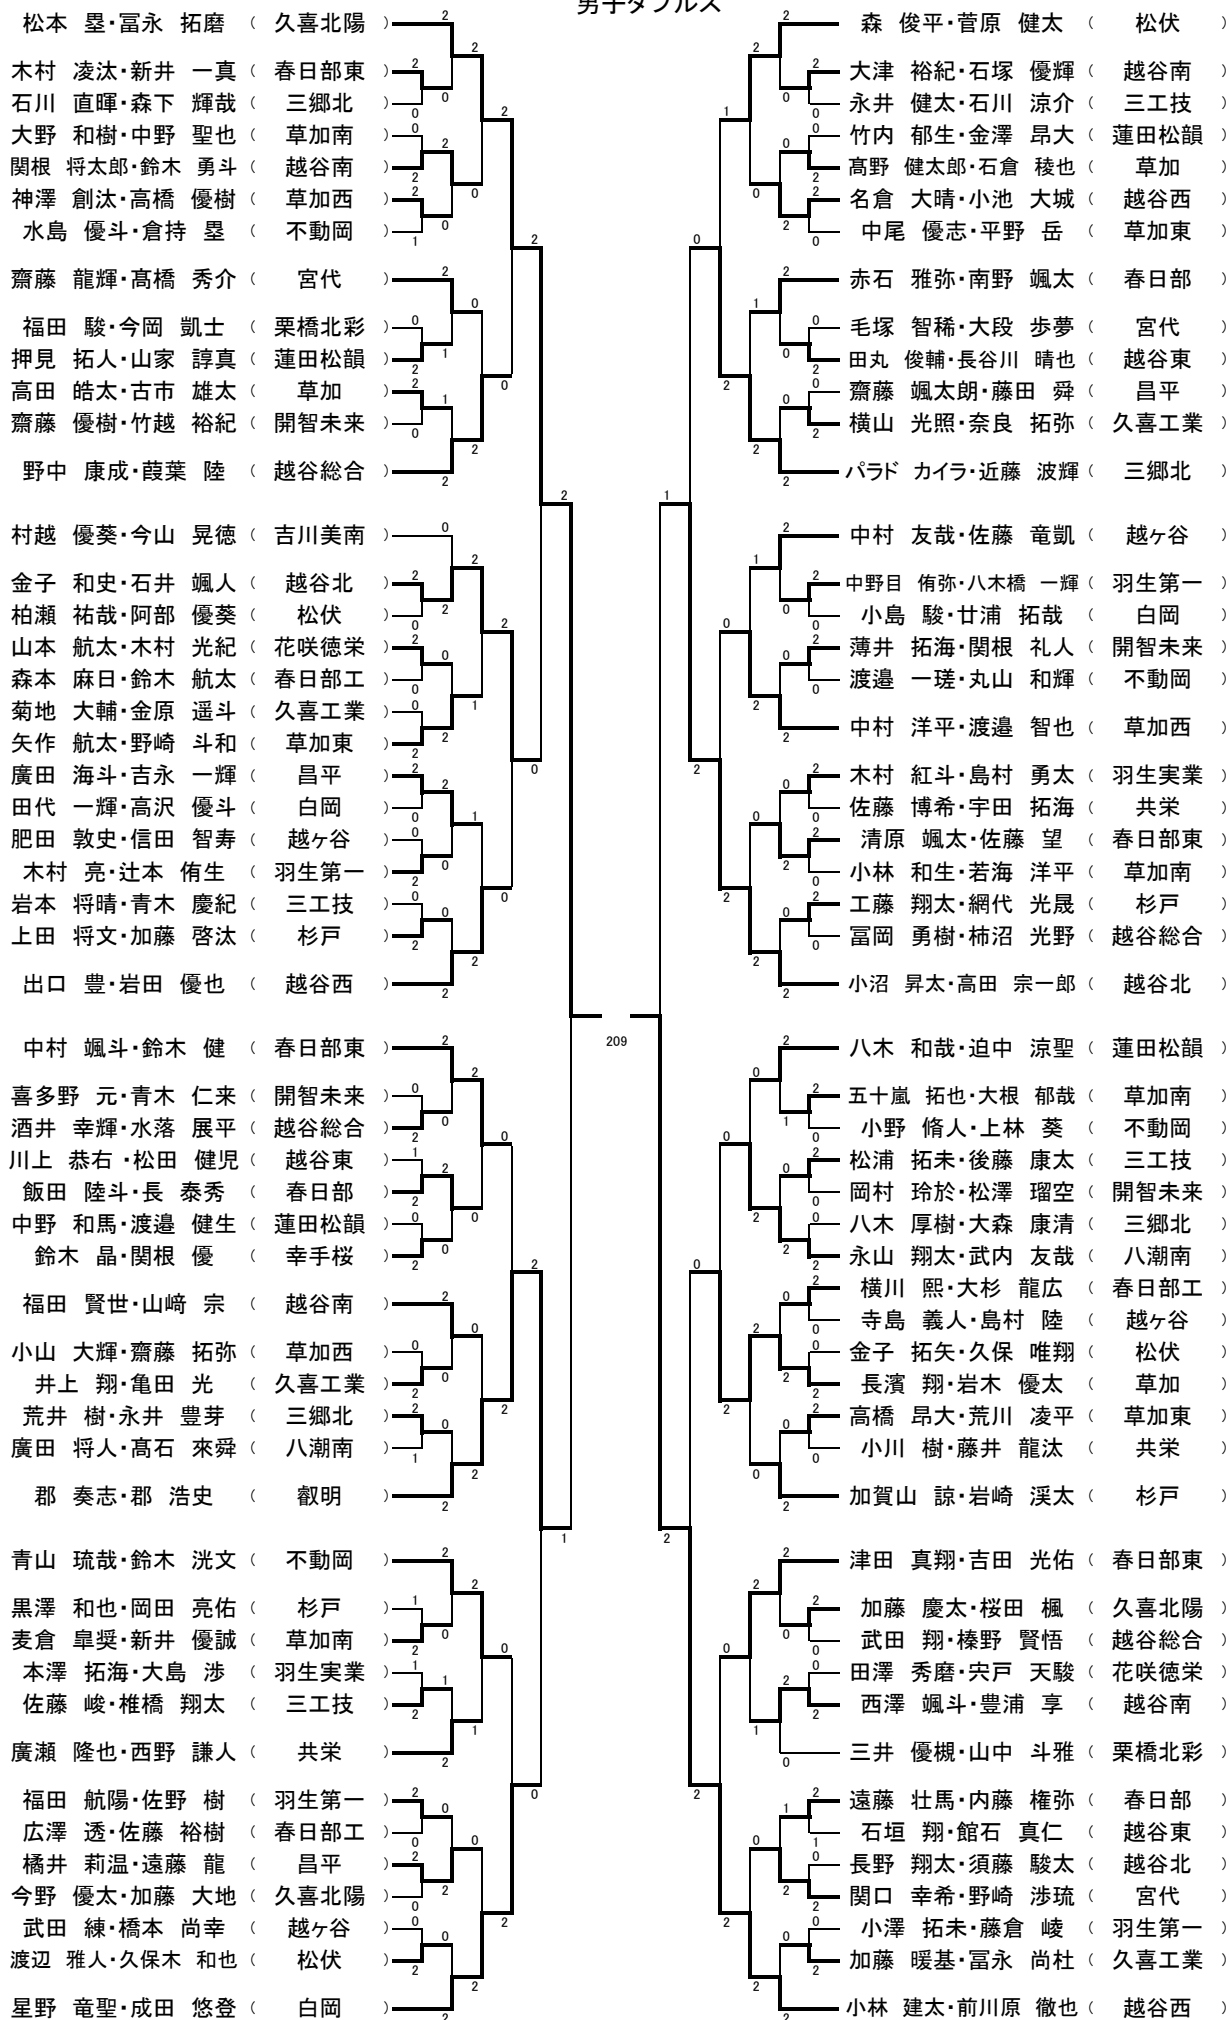 男子ダブルス
松本 塁・冨永 拓磨 ( 久喜北陽 )
木村 凌汰・新井 一真 ( 春日部東 )
石川 直暉・森下 輝哉 ( 三郷北 )
大野 和樹・中野 聖也 ( 草加南 )
関根 将太郎・鈴木 勇斗 ( 越谷南 )
神澤 創汰・高橋 優樹 ( 草加西 )
水島 優斗・倉持 塁 ( 不動岡 )
齋藤 龍輝・髙橋 秀介 ( 宮代 )
福田 駿・今岡 凱士 ( 栗橋北彩 )
押見 拓人・山家 諄真 ( 蓮田松韻 )
高田 皓太・古市 雄太 ( 草加 )
齋藤 優樹・竹越 裕紀 ( 開智未来 )
野中 康成・葭葉 陸 ( 越谷総合 )
村越 優葵・今山 晃徳 ( 吉川美南 )
金子 和史・石井 颯人 ( 越谷北 )
柏瀬 祐哉・阿部 優葵 ( 松伏 )
山本 航太・木村 光紀 ( 花咲徳栄 )
森本 麻日・鈴木 航太 ( 春日部工 )
菊地 大輔・金原 遥斗 ( 久喜工業 )
矢作 航太・野崎 斗和 ( 草加東 )
廣田 海斗・吉永 一輝 ( 昌平 )
田代 一輝・高沢 優斗 ( 白岡 )
肥田 敦史・信田 智寿 ( 越ヶ谷 )
木村 亮・辻本 侑生 ( 羽生第一 )
岩本 将晴・青木 慶紀 ( 三工技 )
上田 将文・加藤 啓汰 ( 杉戸 )
出口 豊・岩田 優也 ( 越谷西 )
中村 颯斗・鈴木 健 ( 春日部東 )
喜多野 元・青木 仁来 ( 開智未来 )
酒井 幸輝・水落 展平 ( 越谷総合 )
川上 恭右 ・松田 健児 ( 越谷東 )
飯田 陸斗・長 泰秀 ( 春日部 )
中野 和馬・渡邉 健生 ( 蓮田松韻 )
鈴木 晶・関根 優 ( 幸手桜 )
福田 賢世・山﨑 宗 ( 越谷南 )
小山 大輝・齋藤 拓弥 ( 草加西 )
井上 翔・亀田 光 ( 久喜工業 )
荒井 樹・永井 豊芽 ( 三郷北 )
廣田 将人・髙石 來舜 ( 八潮南 )
郡 奏志・郡 浩史 ( 叡明 )
青山 琉哉・鈴木 洸文 ( 不動岡 )
黒澤 和也・岡田 亮佑 ( 杉戸 )
麦倉 皐奨・新井 優誠 ( 草加南 )
本澤 拓海・大島 渉 ( 羽生実業 )
佐藤 峻・椎橋 翔太 ( 三工技 )
廣瀬 隆也・西野 謙人 ( 共栄 )
福田 航陽・佐野 樹 ( 羽生第一 )
広澤 透・佐藤 裕樹 ( 春日部工 )
橘井 莉温・遠藤 龍 ( 昌平 )
今野 優太・加藤 大地 ( 久喜北陽 )
武田 練・橋本 尚幸 ( 越ヶ谷 )
渡辺 雅人・久保木 和也 ( 松伏 )
星野 竜聖・成田 悠登 ( 白岡 )
209
森 俊平・菅原 健太 ( 松伏 )
大津 裕紀・石塚 優輝 ( 越谷南 )
永井 健太・石川 涼介 ( 三工技 )
竹内 郁生・金澤 昂大 ( 蓮田松韻 )
髙野 健太郎・石倉 稜也 ( 草加 )
名倉 大晴・小池 大城 ( 越谷西 )
中尾 優志・平野 岳 ( 草加東 )
赤石 雅弥・南野 颯太 ( 春日部 )
毛塚 智稀・大段 歩夢 ( 宮代 )
田丸 俊輔・長谷川 晴也 ( 越谷東 )
齋藤 颯太朗・藤田 舜 ( 昌平 )
横山 光照・奈良 拓弥 ( 久喜工業 )
パラド カイラ・近藤 波輝 ( 三郷北 )
中村 友哉・佐藤 竜凱 ( 越ヶ谷 )
中野目 侑弥・八木橋 一輝 ( 羽生第一 )
小島 駿・廿浦 拓哉 ( 白岡 )
薄井 拓海・関根 礼人 ( 開智未来 )
渡邉 一瑳・丸山 和輝 ( 不動岡 )
中村 洋平・渡邉 智也 ( 草加西 )
木村 紅斗・島村 勇太 ( 羽生実業 )
佐藤 博希・宇田 拓海 ( 共栄 )
清原 颯太・佐藤 望 ( 春日部東 )
小林 和生・若海 洋平 ( 草加南 )
工藤 翔太・網代 光晟 ( 杉戸 )
冨岡 勇樹・柿沼 光野 ( 越谷総合 )
小沼 昇太・高田 宗一郎 ( 越谷北 )
八木 和哉・迫中 涼聖 ( 蓮田松韻 )
五十嵐 拓也・大根 郁哉 ( 草加南 )
小野 脩人・上林 葵 ( 不動岡 )
松浦 拓未・後藤 康太 ( 三工技 )
岡村 玲於・松澤 瑠空 ( 開智未来 )
八木 厚樹・大森 康清 ( 三郷北 )
永山 翔太・武内 友哉 ( 八潮南 )
横川 熙・大杉 龍広 ( 春日部工 )
寺島 義人・島村 陸 ( 越ヶ谷 )
金子 拓矢・久保 唯翔 ( 松伏 )
長濱 翔・岩木 優太 ( 草加 )
高橋 昂大・荒川 凌平 ( 草加東 )
小川 樹・藤井 龍汰 ( 共栄 )
加賀山 諒・岩崎 渓太 ( 杉戸 )
津田 真翔・吉田 光佑 ( 春日部東 )
加藤 慶太・桜田 楓 ( 久喜北陽 )
武田 翔・榛野 賢悟 ( 越谷総合 )
田澤 秀磨・宍戸 天駿 ( 花咲徳栄 )
西澤 颯斗・豊浦 享 ( 越谷南 )
三井 優槻・山中 斗雅 ( 栗橋北彩 )
遠藤 壮馬・内藤 権弥 ( 春日部 )
石垣 翔・館石 真仁 ( 越谷東 )
長野 翔太・須藤 駿太 ( 越谷北 )
関口 幸希・野崎 渉琉 ( 宮代 )
小澤 拓未・藤倉 崚 ( 羽生第一 )
加藤 暖基・冨永 尚杜 ( 久喜工業 )
小林 建太・前川原 徹也 ( 越谷西 )